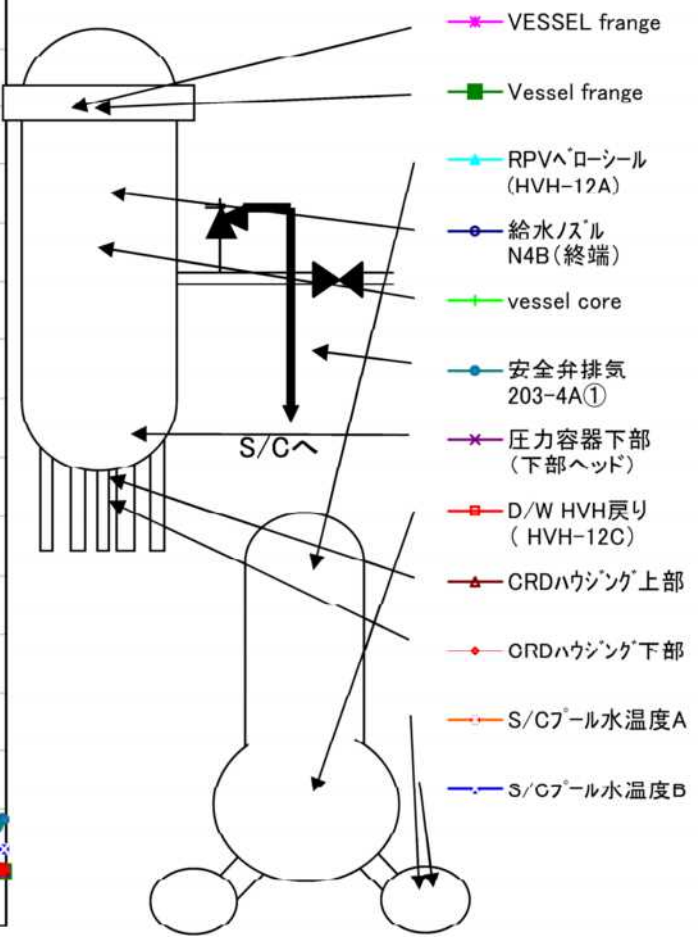 VESSEL frange
Vessel frange
RPVベローシール
(HVH-12A)
給水ノズル
N4B(終端)
vessel core
安全弁排気
203-4A①
圧力容器下部
(下部ヘッド)
D/W HVH戻り
( HVH-12C)
CRDハウジング上部
CRDハウジング下部
S/Cプール水温度A
S/Cプール水温度B
S/Cへ